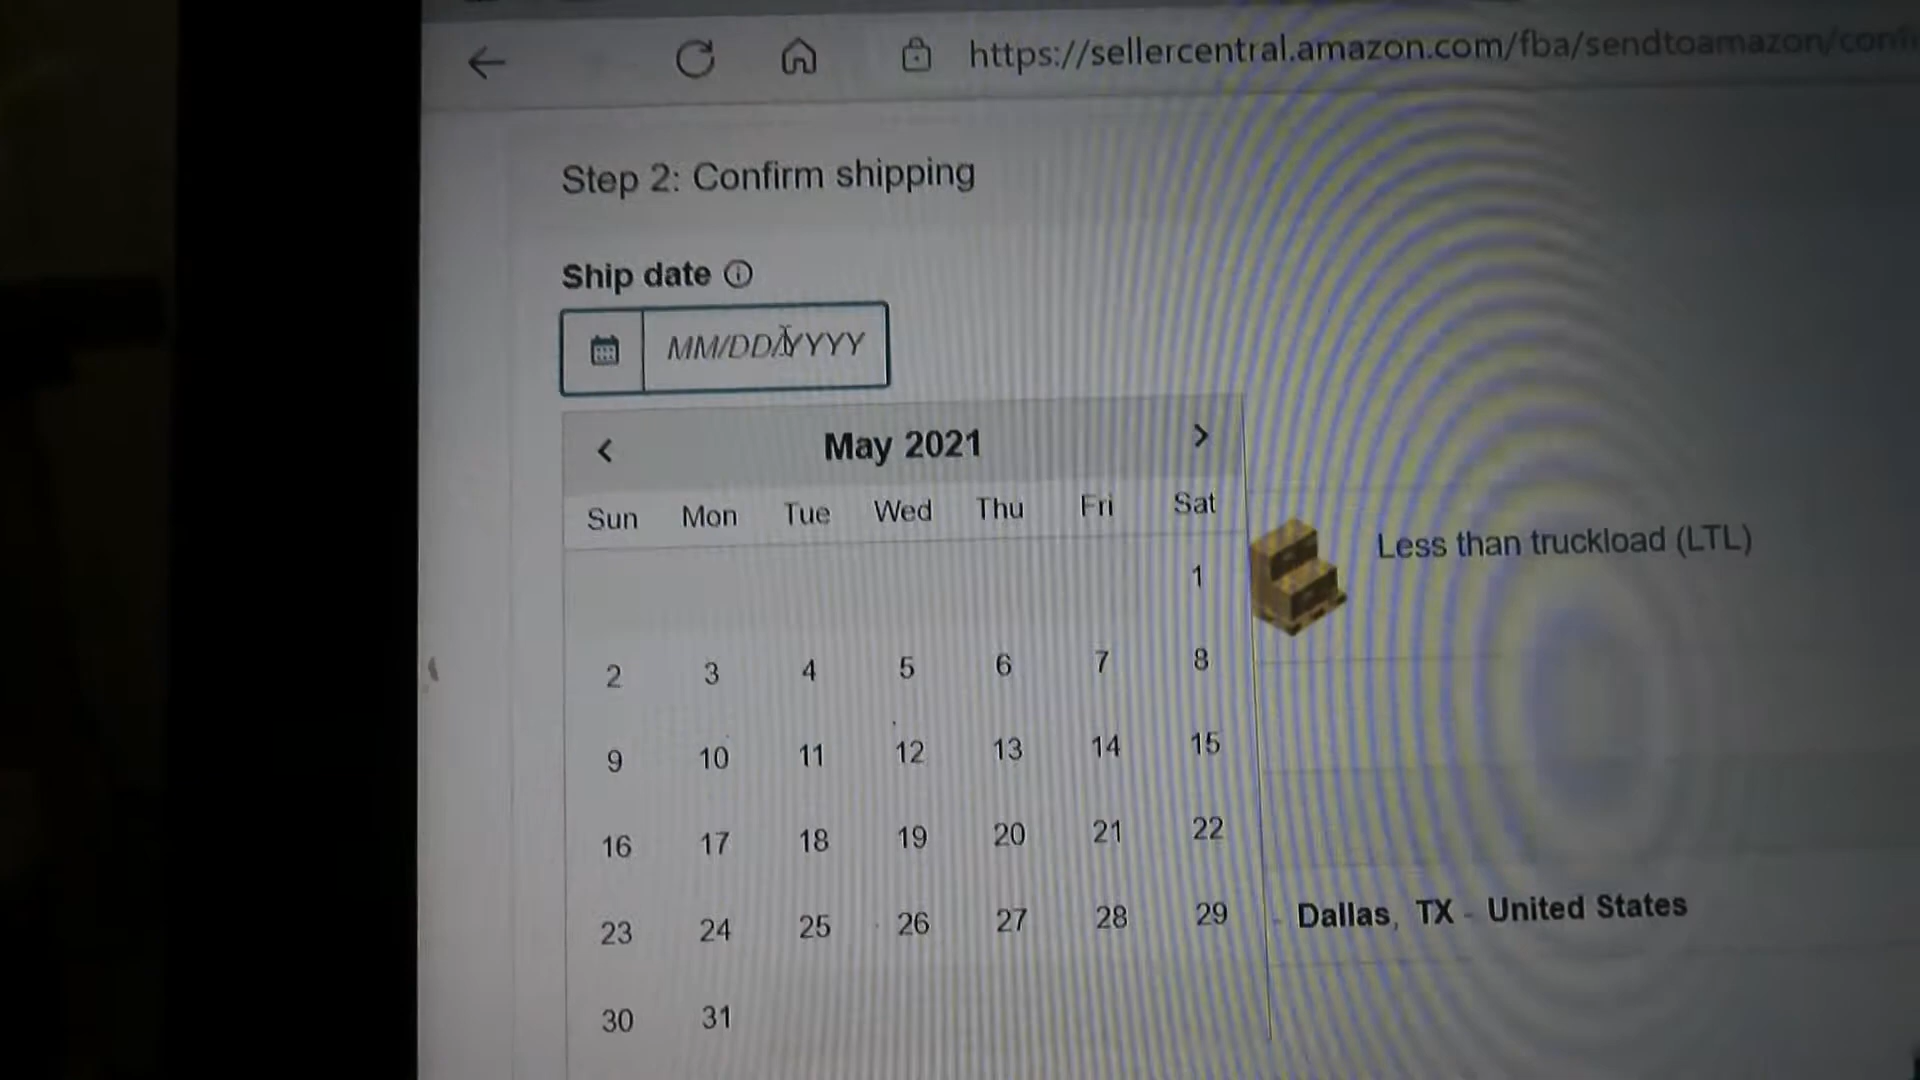 https://sellercentral.amazon.com/fba/sendtoamazon/
Step 2: Confirm shipping
Ship date
MM/DD/YYYY
May 2021
Sun Mon Tue Wed Thu Fri Sat
1
Less than truckload (LTL)
2 3 4 5 6 7 8
9 10 11 12 13 14 15
16 17 18 19 20 21 22
23 24 25 26 27 28 29
- Dallas, TX - United States
30 31